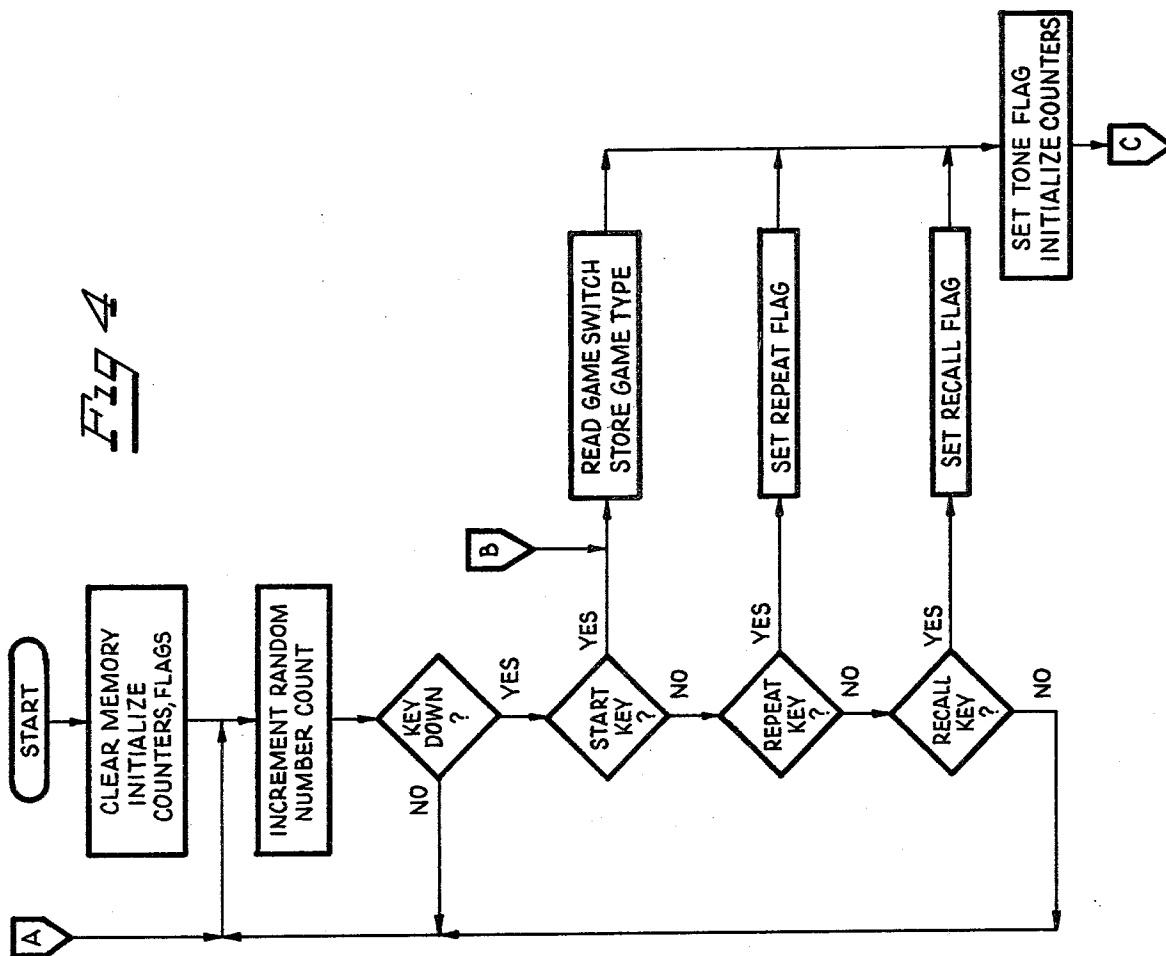 Fig 4
A
START
CLEAR MEMORY
INITIALIZE
COUNTERS, FLAGS
INCREMENT RANDOM
NUMBER COUNT
KEY
DOWN
?
NO
YES
B
START
KEY
?
YES
NO
READ GAME SWITCH
STORE GAME TYPE
REPEAT
KEY
?
YES
NO
SET REPEAT FLAG
RECALL
KEY
?
YES
NO
SET RECALL FLAG
SET TONE FLAG
INITIALIZE COUNTERS
C